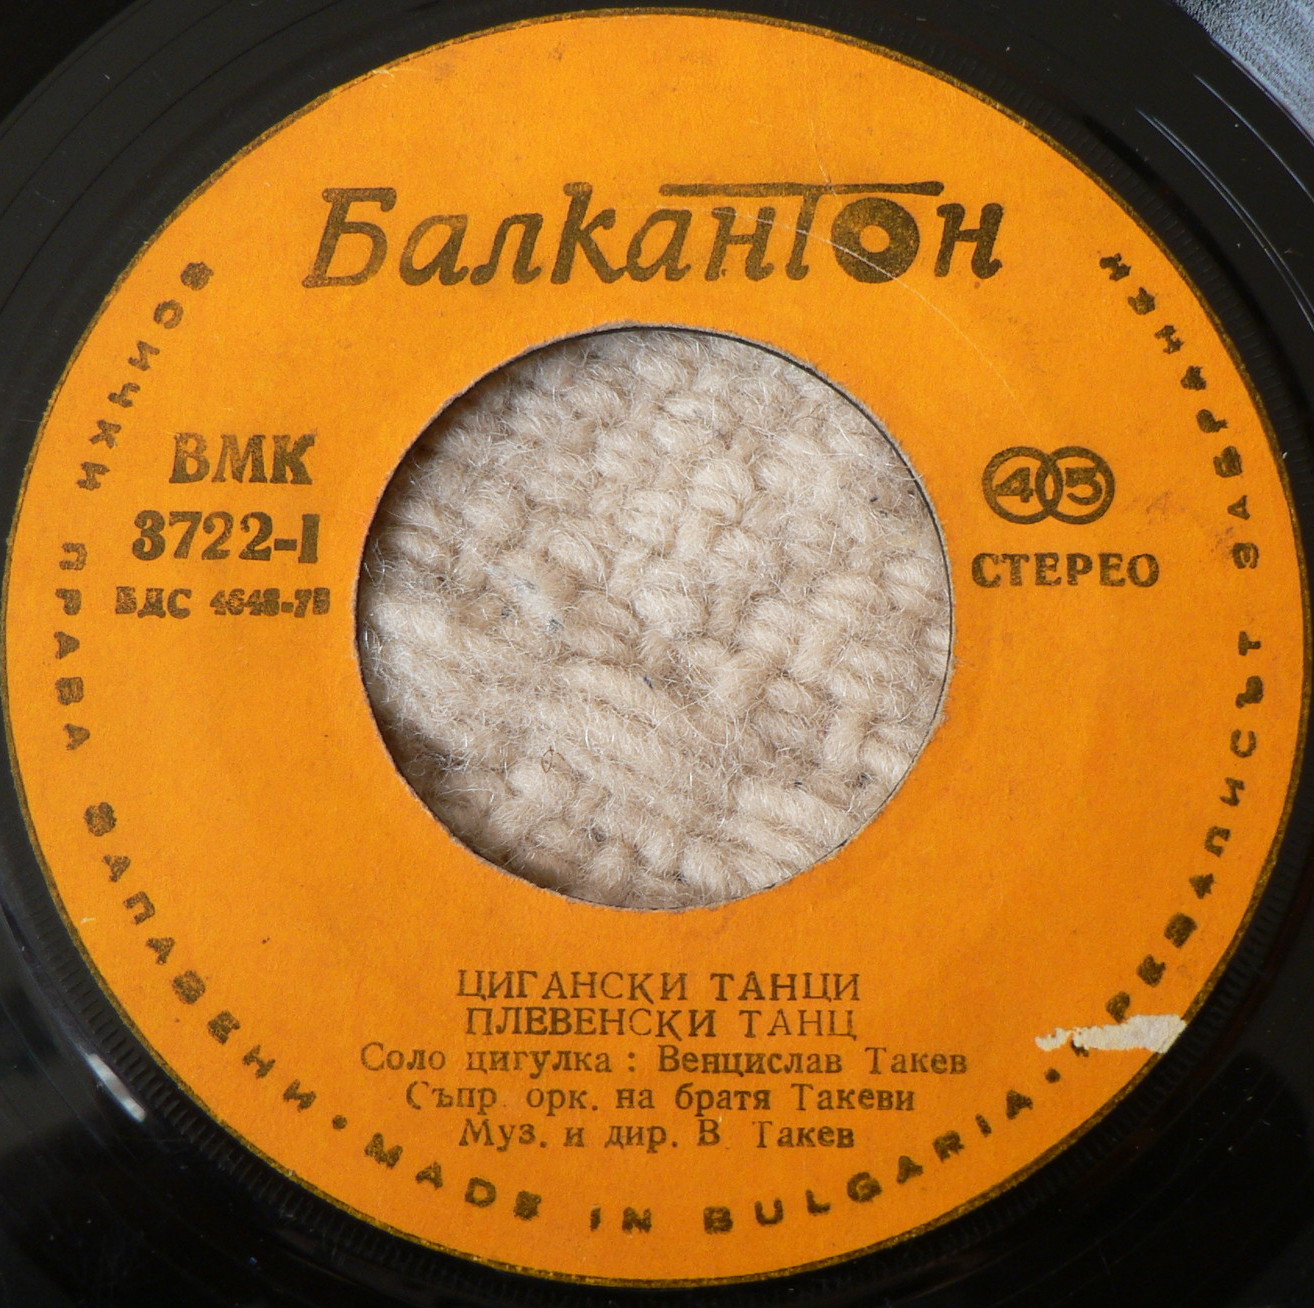 Балкантон
ВМК
3722-I
БДС 4648-78
45
СТЕРЕО
ЦИГАНСКИ ТАНЦИ
ПЛЕВЕНСКИ ТАНЦ
Соло цигулка : Венцислав Такев
Съпр. орк. на братя Такеви
Муз. и дир. В. Такев
ВСИЧКИ ПРАВА ЗАПАЗЕНИ • MADE IN BULGARIA • ПРЕЗАПИСЪТ ЗАБРАНЕН